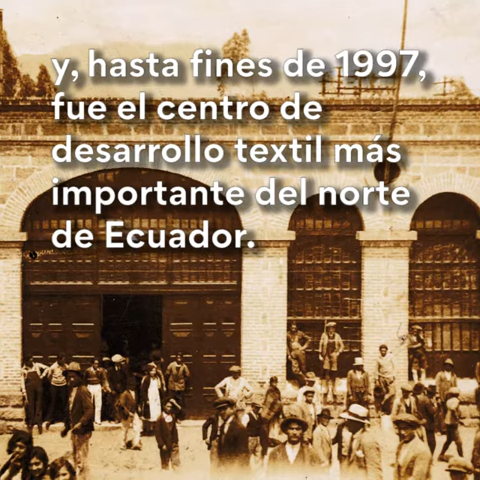 y, hasta fines de 1997,
fue el centro de
desarrollo textil más
importante del norte
de Ecuador.